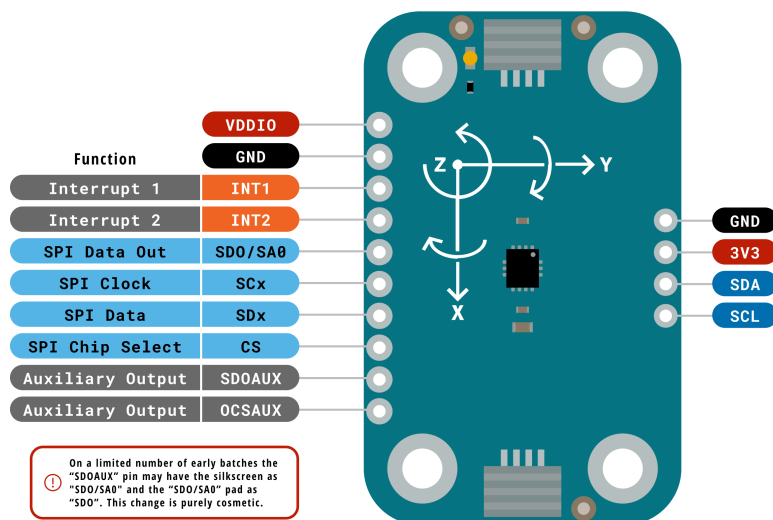 VDDIO
Function
GND
Interrupt 1 INT1
Interrupt 2 INT2
SPI Data Out SDO/SA0
SPI Clock SCx
SPI Data SDx
SPI Chip Select CS
Auxiliary Output SDOAUX
Auxiliary Output OCSAUX
Z
Y
X
GND
3V3
SDA
SCL
On a limited number of early batches the
“SDOAUX” pin may have the silkscreen as
"SDO/SA0" and the “SDO/SA0” pad as
“SDO”. This change is purely cosmetic.